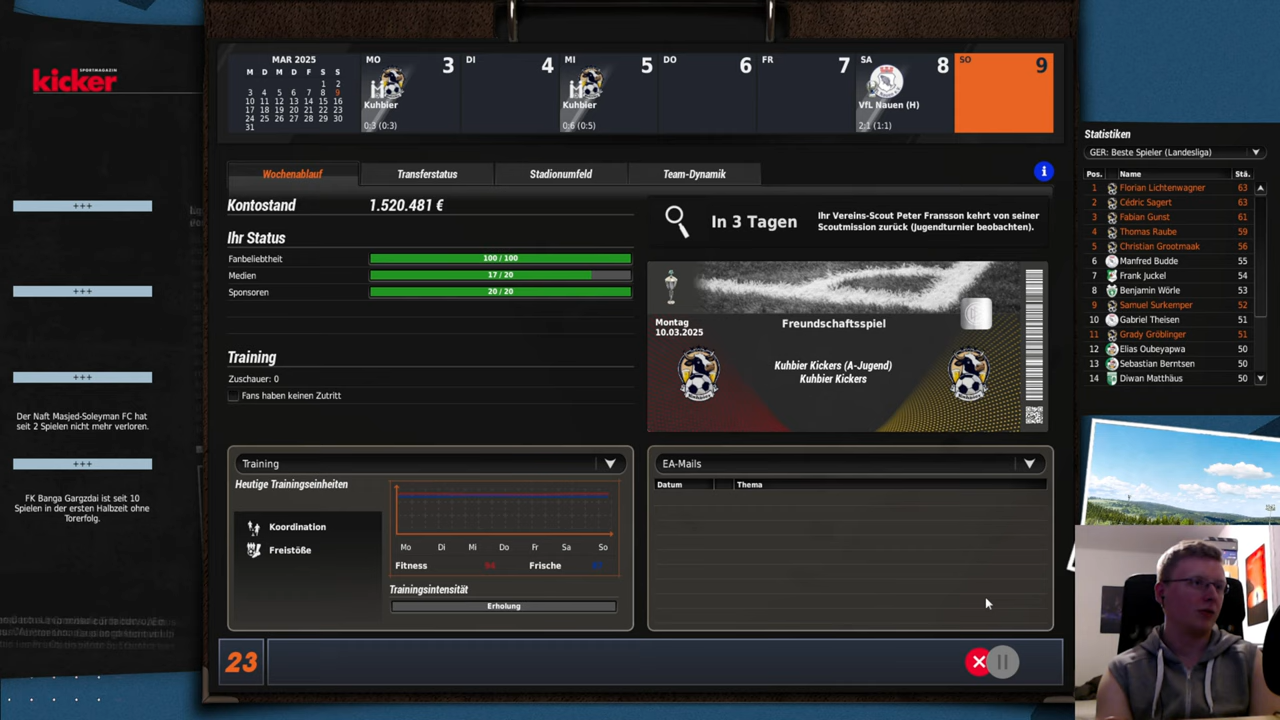 kicker
SPORTMAGAZIN
+++
+++
+++
Der Naft Masjed-Soleyman FC hat
seit 2 Spielen nicht mehr verloren.
+++
FK Banga Gargzdai ist seit 10
Spielen in der ersten Halbzeit ohne
Torerfolg.
MAR 2025
M D M D F S S
1 2
3 4 5 6 7 8 9
10 11 12 13 14 15 16
17 18 19 20 21 22 23
24 25 26 27 28 29 30
31
MO 3
Kuhbier
0:3 (0:3)
DI 4
MI 5
Kuhbier
0:6 (0:5)
DO 6
FR 7
SA 8
VfL Nauen (H)
2:1 (1:1)
SO 9
Wochenablauf
Transferstatus
Stadionumfeld
Team-Dynamik
i
Kontostand 1.520.481 €
Ihr Status
Fanbeliebtheit 100 / 100
Medien 17 / 20
Sponsoren 20 / 20
Training
Zuschauer: 0
Fans haben keinen Zutritt
In 3 Tagen
Ihr Vereins-Scout Peter Fransson kehrt von seiner
Scoutmission zurück (Jugendturnier beobachten).
Montag
10.03.2025
Freundschaftsspiel
Kuhbier Kickers (A-Jugend)
Kuhbier Kickers
Training
Heutige Trainingseinheiten
Koordination
Freistöße
Mo Di Mi Do Fr Sa So
Fitness
Frische
Trainingsintensität
Erholung
EA-Mails
Datum Thema
23
Statistiken
GER: Beste Spieler (Landesliga)
Pos. Name Stä.
1 Florian Lichtenwagner 63
2 Cédric Sagert 63
3 Fabian Gunst 61
4 Thomas Raube 59
5 Christian Grootmaak 56
6 Manfred Budde 55
7 Frank Juckel 54
8 Benjamin Wörle 53
9 Samuel Surkemper 52
10 Gabriel Theisen 51
11 Grady Gröblinger 51
12 Elias Oubeyapwa 50
13 Sebastian Berntsen 50
14 Diwan Matthäus 50